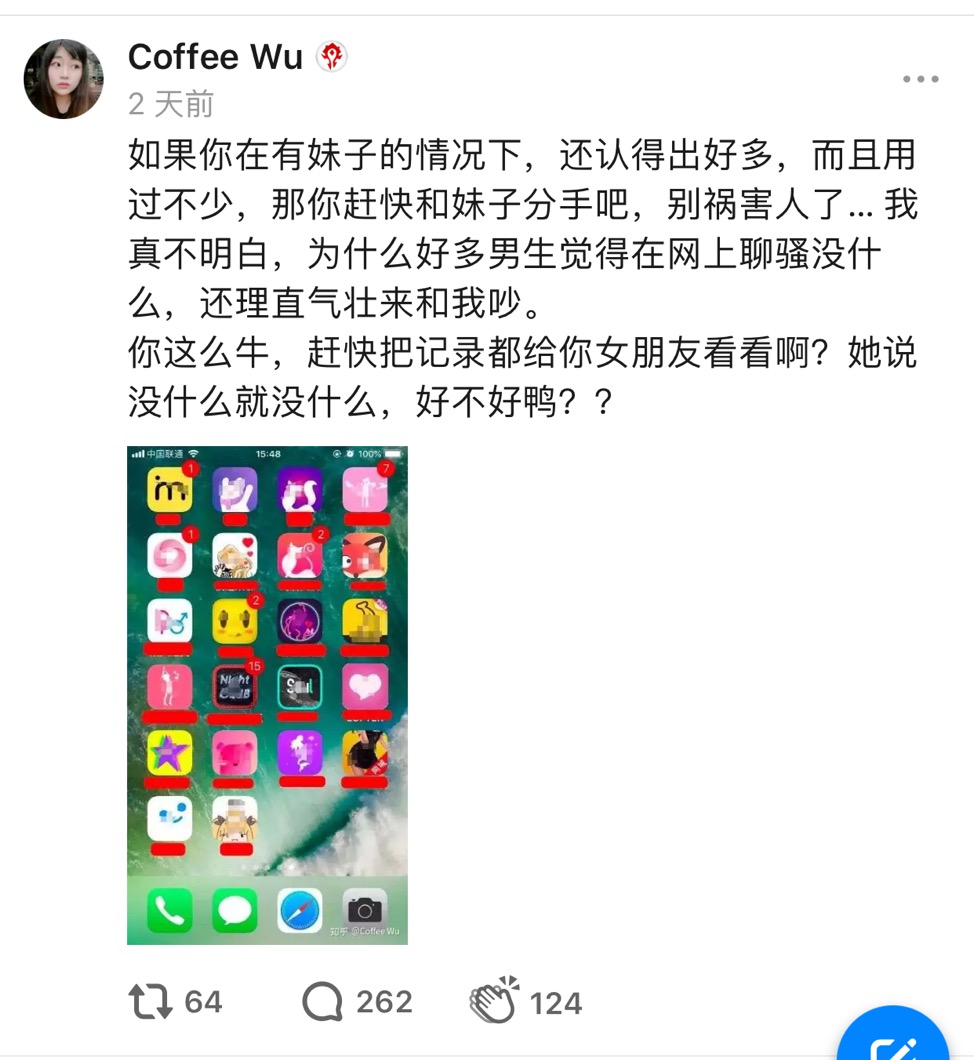 Coffee Wu
2 天前
如果你在有妹子的情况下，还认得出好多，而且用
过不少，那你赶快和妹子分手吧，别祸害人了... 我
真不明白，为什么好多男生觉得在网上聊骚没什
么，还理直气壮来和我吵。
你这么牛，赶快把记录都给你女朋友看看啊？她说
没什么就没什么，好不好鸭？？
中国联通 15:48 100%
1
7
1
2
2
15
知乎 @Coffee Wu
64 262 124